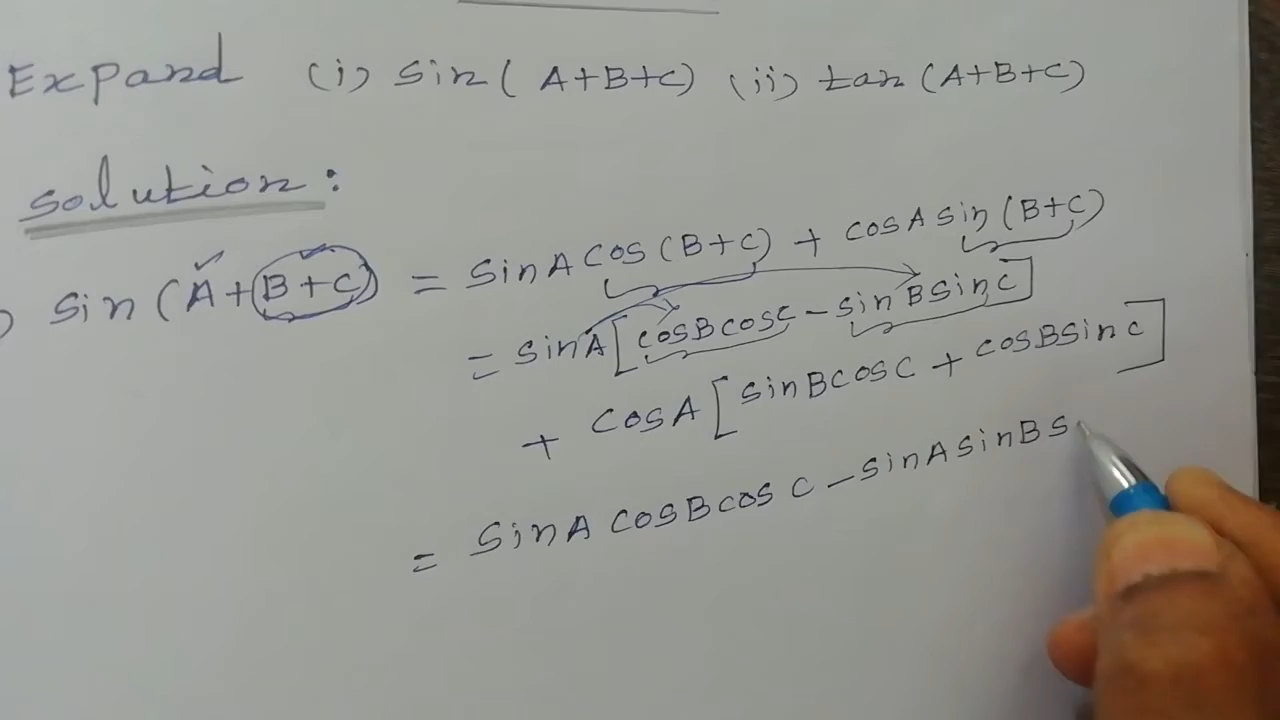 Expand (i) sin(A+B+C) (ii) tan(A+B+C)
Solution:
) sin(A+B+C) = sinA cos(B+C) + cosA sin(B+C)
= sinA[cosBcosC - sinBsinC]
+ cosA[sinBcosC + cosBsinC]
= sinA cosBcosC - sinAsinBs